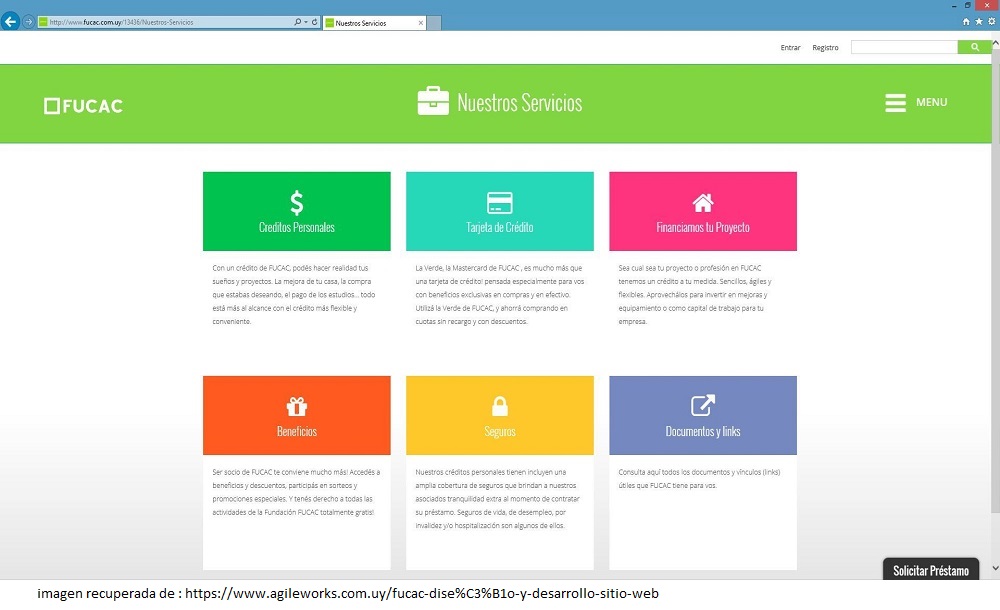 http://www.fucac.com.uy/13436/Nuestros-Servicios
Nuestros Servicios
Entrar
Registro
FUCAC
Nuestros Servicios
MENU
Creditos Personales
Con un crédito de FUCAC, podés hacer realidad tus
sueños y proyectos. La mejora de tu casa, la compra
que estabas deseando, el pago de los estudios... todo
está más al alcance con el crédito más flexible y
conveniente.
Tarjeta de Crédito
La Verde, la Mastercard de FUCAC , es mucho más que
una tarjeta de crédito! pensada especialmente para vos
con beneficios exclusivas en compras y en efectivo.
Utilizá la Verde de FUCAC, y ahorrá comprando en
cuotas sin recargo y con descuentos.
Financiamos tu Proyecto
Sea cual sea tu proyecto o profesión en FUCAC
tenemos un crédito a tu medida. Sencillos, ágiles y
flexibles. Aprovechálos para invertir en mejoras y
equipamiento o como capital de trabajo para tu
empresa.
Beneficios
Ser socio de FUCAC te conviene mucho más! Accedés a
beneficios y descuentos, participás en sorteos y
promociones especiales. Y tenés derecho a todas las
actividades de la Fundación FUCAC totalmente gratis!
Seguros
Nuestros créditos personales tienen incluyen una
amplia cobertura de seguros que brindan a nuestros
asociados tranquilidad extra al momento de contratar
su préstamo. Seguros de vida, de desempleo, por
invalidez y/o hospitalización son algunos de ellos.
Documentos y links
Consulta aquí todos los documentos y vínculos (links)
útiles que FUCAC tiene para vos.
Solicitar Préstamo
imagen recuperada de : https://www.agileworks.com.uy/fucac-dise%C3%B1o-y-desarrollo-sitio-web